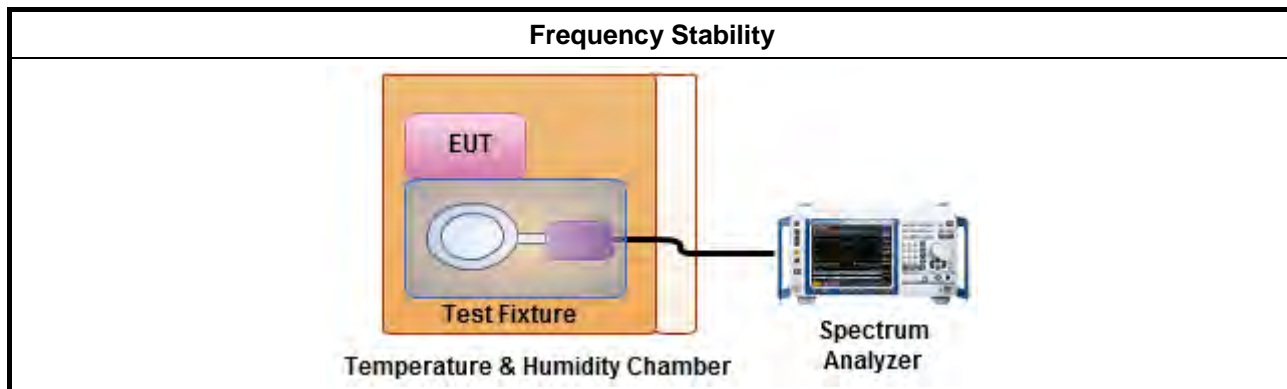 Frequency Stability
EUT
Test Fixture
Temperature & Humidity Chamber
Spectrum
Analyzer